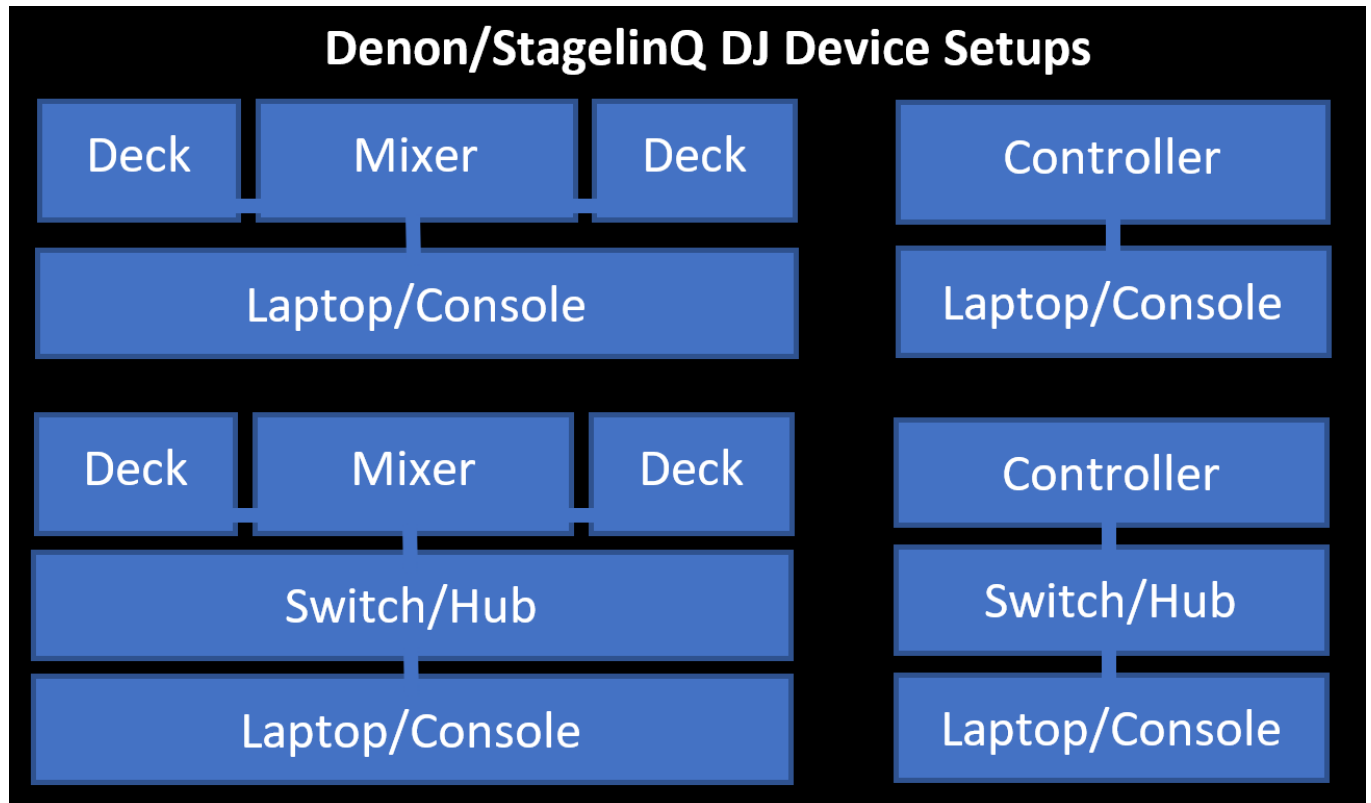 Denon/StagelinQ DJ Device Setups
Deck
Mixer
Deck
Laptop/Console
Controller
Laptop/Console
Deck
Mixer
Deck
Switch/Hub
Laptop/Console
Controller
Switch/Hub
Laptop/Console